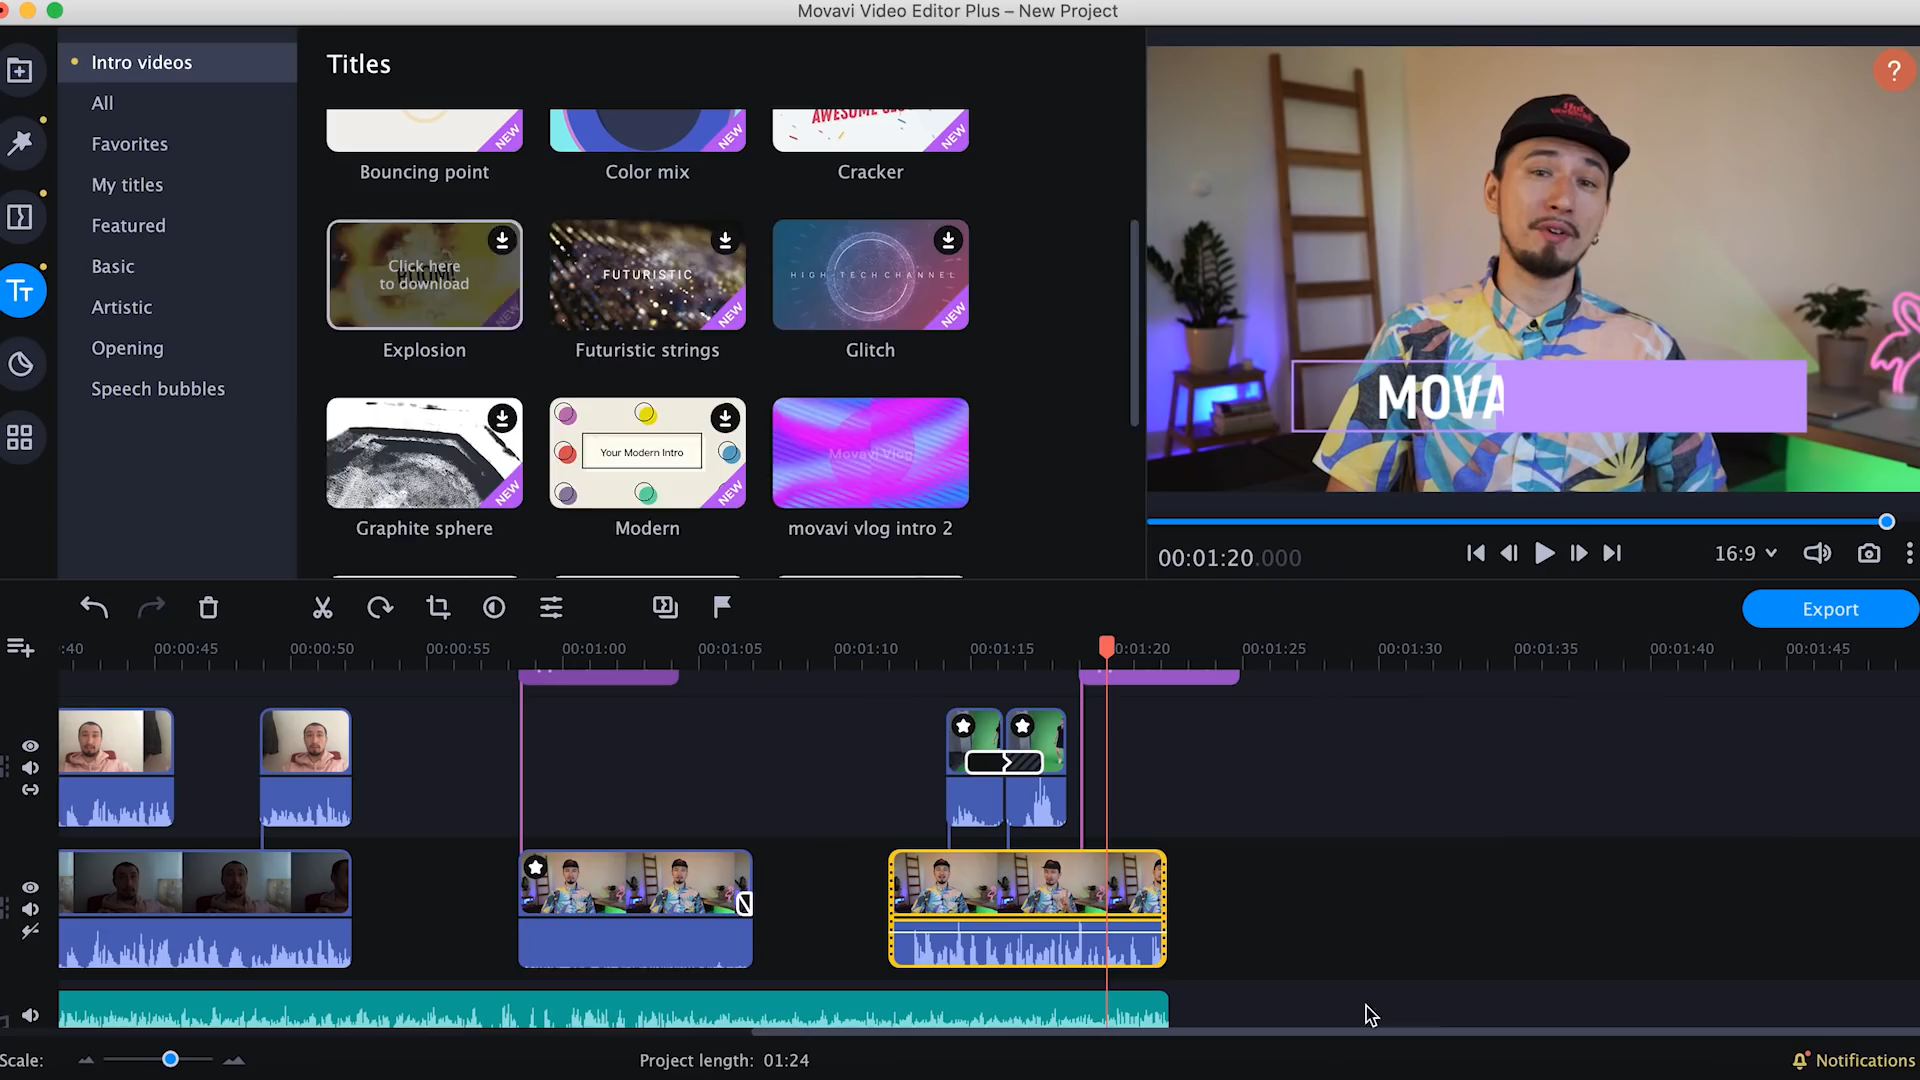 Movavi Video Editor Plus – New Project
Intro videos
All
Favorites
My titles
Featured
Basic
Artistic
Opening
Speech bubbles
Titles
NEW
NEW
AWESOME
NEW
Bouncing point
Color mix
Cracker
Click here
to download
FUTURISTIC
NEW
HIGH-TECH CHANNEL
NEW
Explosion
Futuristic strings
Glitch
NEW
Your Modern Intro
NEW
Movavi Vlog
Graphite sphere
Modern
movavi vlog intro 2
?
MOVA
00:01:20.000
16:9
Export
:40
00:00:45
00:00:50
00:00:55
00:01:00
00:01:05
00:01:10
00:01:15
0:01:20
00:01:25
00:01:30
00:01:35
00:01:40
00:01:45
Scale:
Project length: 01:24
Notifications